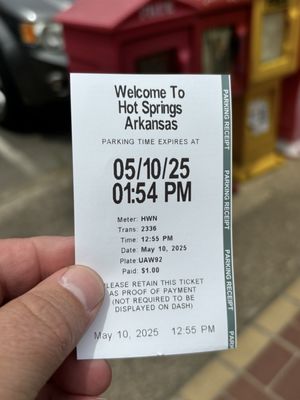 Welcome To
Hot Springs
Arkansas
PARKING TIME EXPIRES AT
05/10/25
01:54 PM
Meter: HWN
Trans: 2336
Time: 12:55 PM
Date: May 10, 2025
Plate:UAW92
Paid: $1.00
PLEASE RETAIN THIS TICKET
AS PROOF OF PAYMENT
(NOT REQUIRED TO BE
DISPLAYED ON DASH)
May 10, 2025 12:55 PM
PARKING RECEIPT
PARKING RECEIPT
PARKING RECEIPT
PARKING RECEIPT